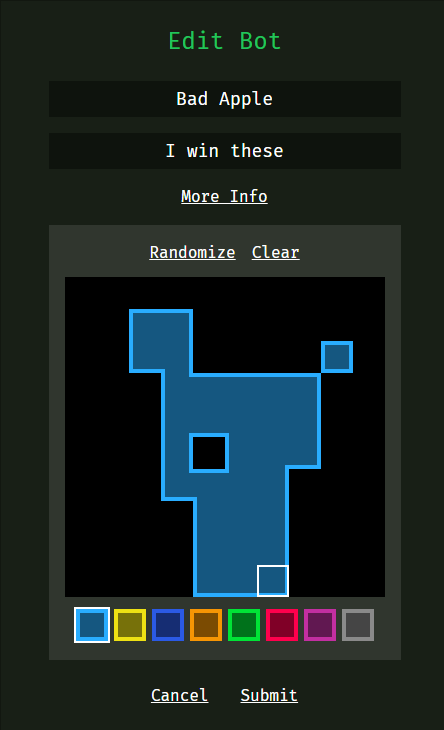 Edit Bot
Bad Apple
I win these
More Info
Randomize Clear
Cancel Submit